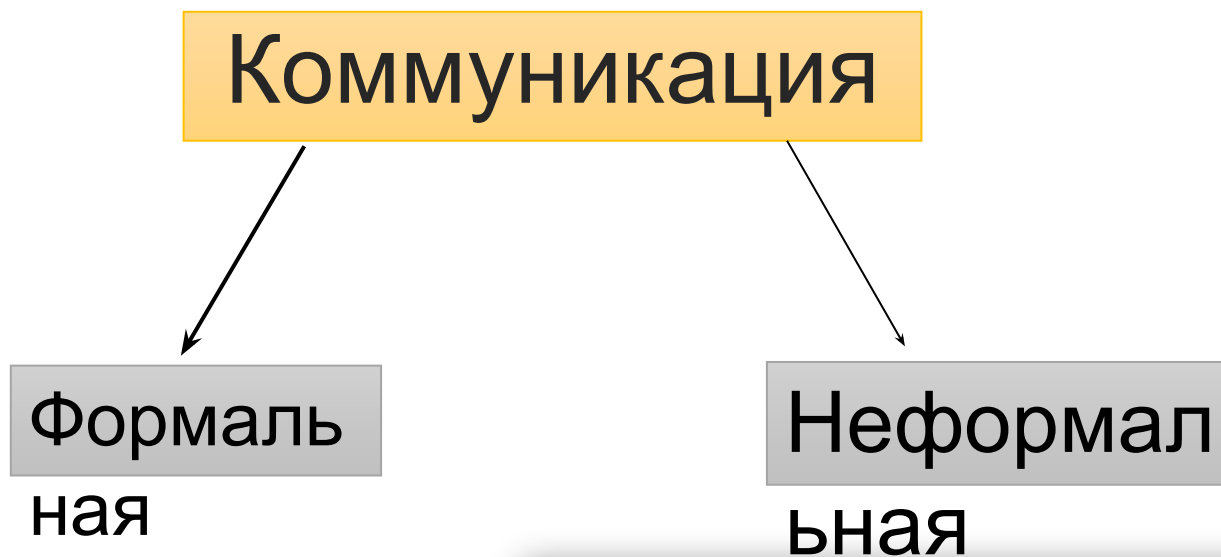 Коммуникация
Формаль
ная
Неформал
ьная